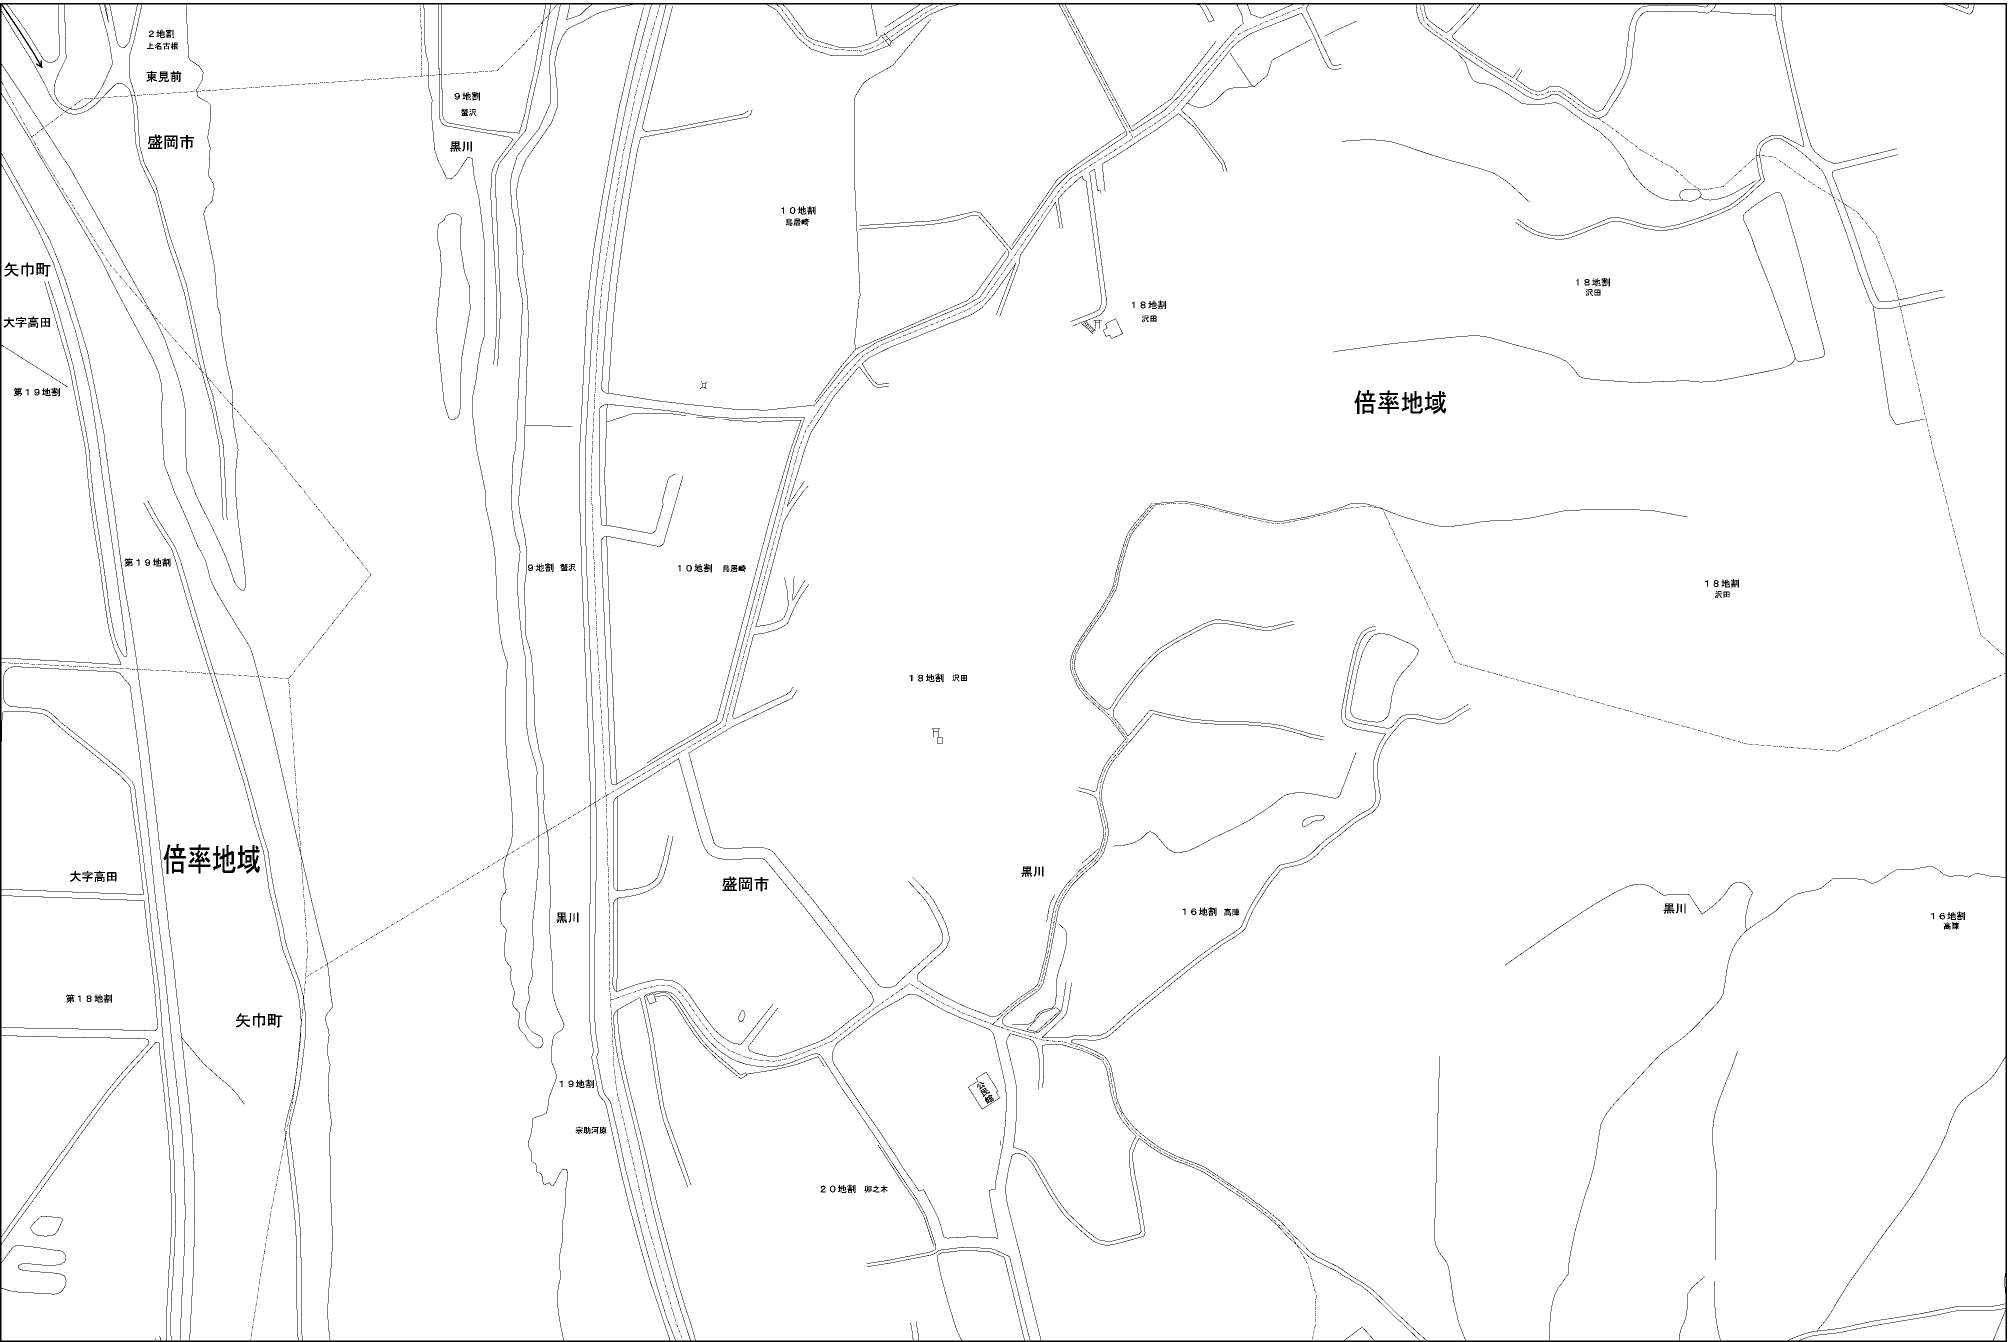 ２地割
上名古根
東見前
盛岡市
９地割
蟹沢
黒川
１０地割
鳥居崎
矢巾町
大字高田
第１９地割
１８地割
沢田
１８地割
沢田
倍率地域
第１９地割
９地割 蟹沢
１０地割 鳥居崎
１８地割
沢田
１８地割 沢田
倍率地域
大字高田
盛岡市
黒川
黒川
１６地割 高陣
黒川
１６地割
高陣
第１８地割
矢巾町
１９地割
宗助河原
公民館
２０地割 卯之木